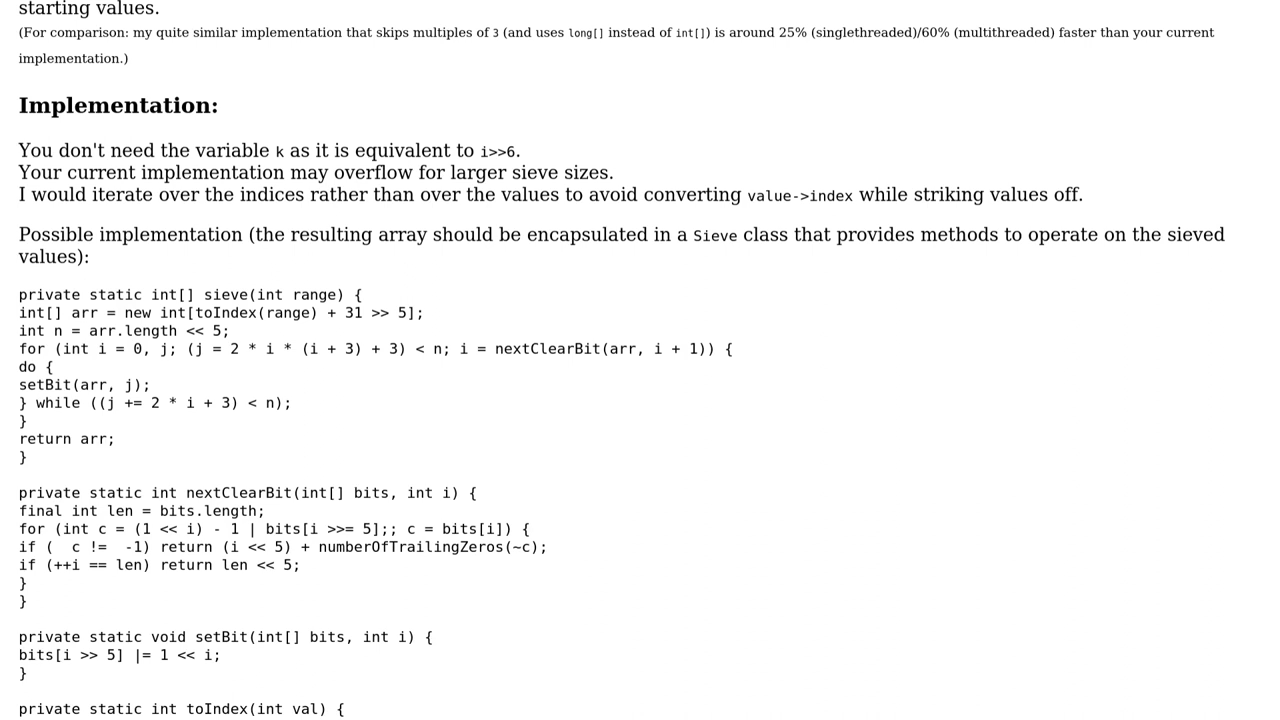 starting values.
(For comparison: my quite similar implementation that skips multiples of 3 (and uses long[] instead of int[]) is around 25% (singlethreaded)/60% (multithreaded) faster than your current
implementation.)
Implementation:
You don't need the variable k as it is equivalent to i>>6.
Your current implementation may overflow for larger sieve sizes.
I would iterate over the indices rather than over the values to avoid converting value->index while striking values off.
Possible implementation (the resulting array should be encapsulated in a Sieve class that provides methods to operate on the sieved
values):
private static int[] sieve(int range) {
int[] arr = new int[toIndex(range) + 31 >> 5];
int n = arr.length << 5;
for (int i = 0, j; (j = 2 * i * (i + 3) + 3) < n; i = nextClearBit(arr, i + 1)) {
do {
setBit(arr, j);
} while ((j += 2 * i + 3) < n);
}
return arr;
}
private static int nextClearBit(int[] bits, int i) {
final int len = bits.length;
for (int c = (1 << i) - 1 | bits[i >>= 5];; c = bits[i]) {
if (  c !=  -1) return (i << 5) + numberOfTrailingZeros(~c);
if (++i == len) return len << 5;
}
}
private static void setBit(int[] bits, int i) {
bits[i >> 5] |= 1 << i;
}
private static int toIndex(int val) {